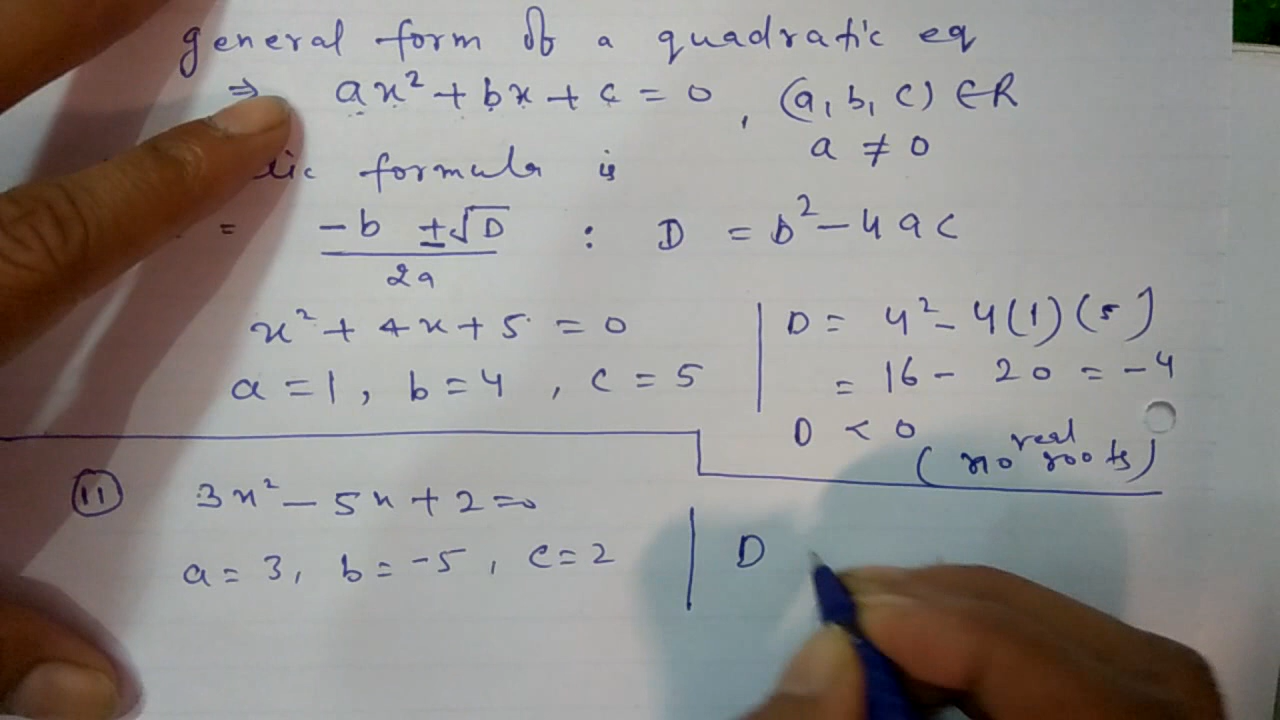 general form of a quadratic eq
⇒ ax² + bx + c = 0 , (a, b, c) ∈ R
a ≠ 0
formula is
= -b ±√D / 2a : D = b² - 4ac
x² + 4x + 5 = 0
a = 1, b = 4 , c = 5
D = 4² - 4(1)(5)
= 16 - 20 = -4
D < 0
(no real roots)
(11) 3x² - 5x + 2 = 0
a = 3, b = -5, c = 2
D